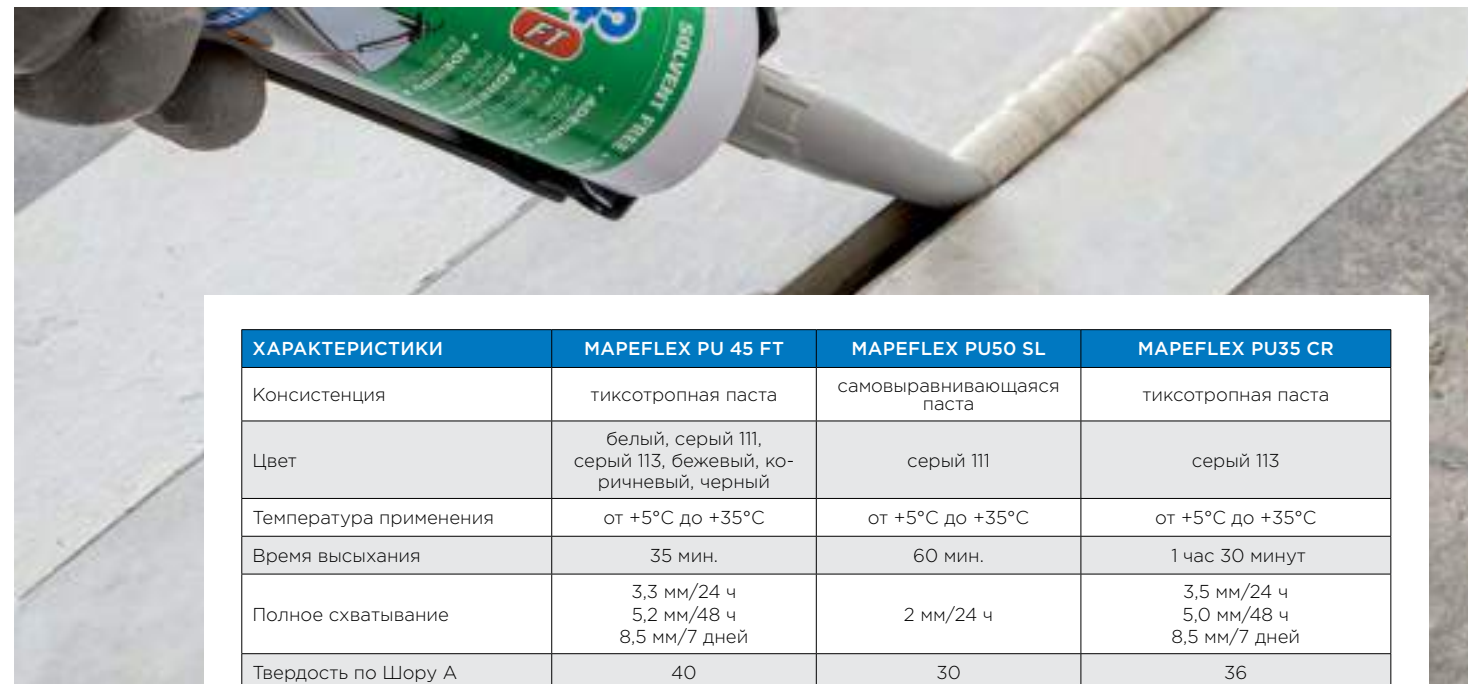 SOLVENT FREE
FT
ХАРАКТЕРИСТИКИ MAPEFLEX PU 45 FT MAPEFLEX PU50 SL MAPEFLEX PU35 CR
Консистенция тиксотропная паста самовыравнивающаяся паста тиксотропная паста
Цвет белый, серый 111, серый 113, бежевый, ко-ричневый, черный серый 111 серый 113
Температура применения от +5°C до +35°C от +5°C до +35°C от +5°C до +35°C
Время высыхания 35 мин. 60 мин. 1 час 30 минут
Полное схватывание 3,3 мм/24 ч 5,2 мм/48 ч 8,5 мм/7 дней 2 мм/24 ч 3,5 мм/24 ч 5,0 мм/48 ч 8,5 мм/7 дней
Твердость по Шору А 40 30 36